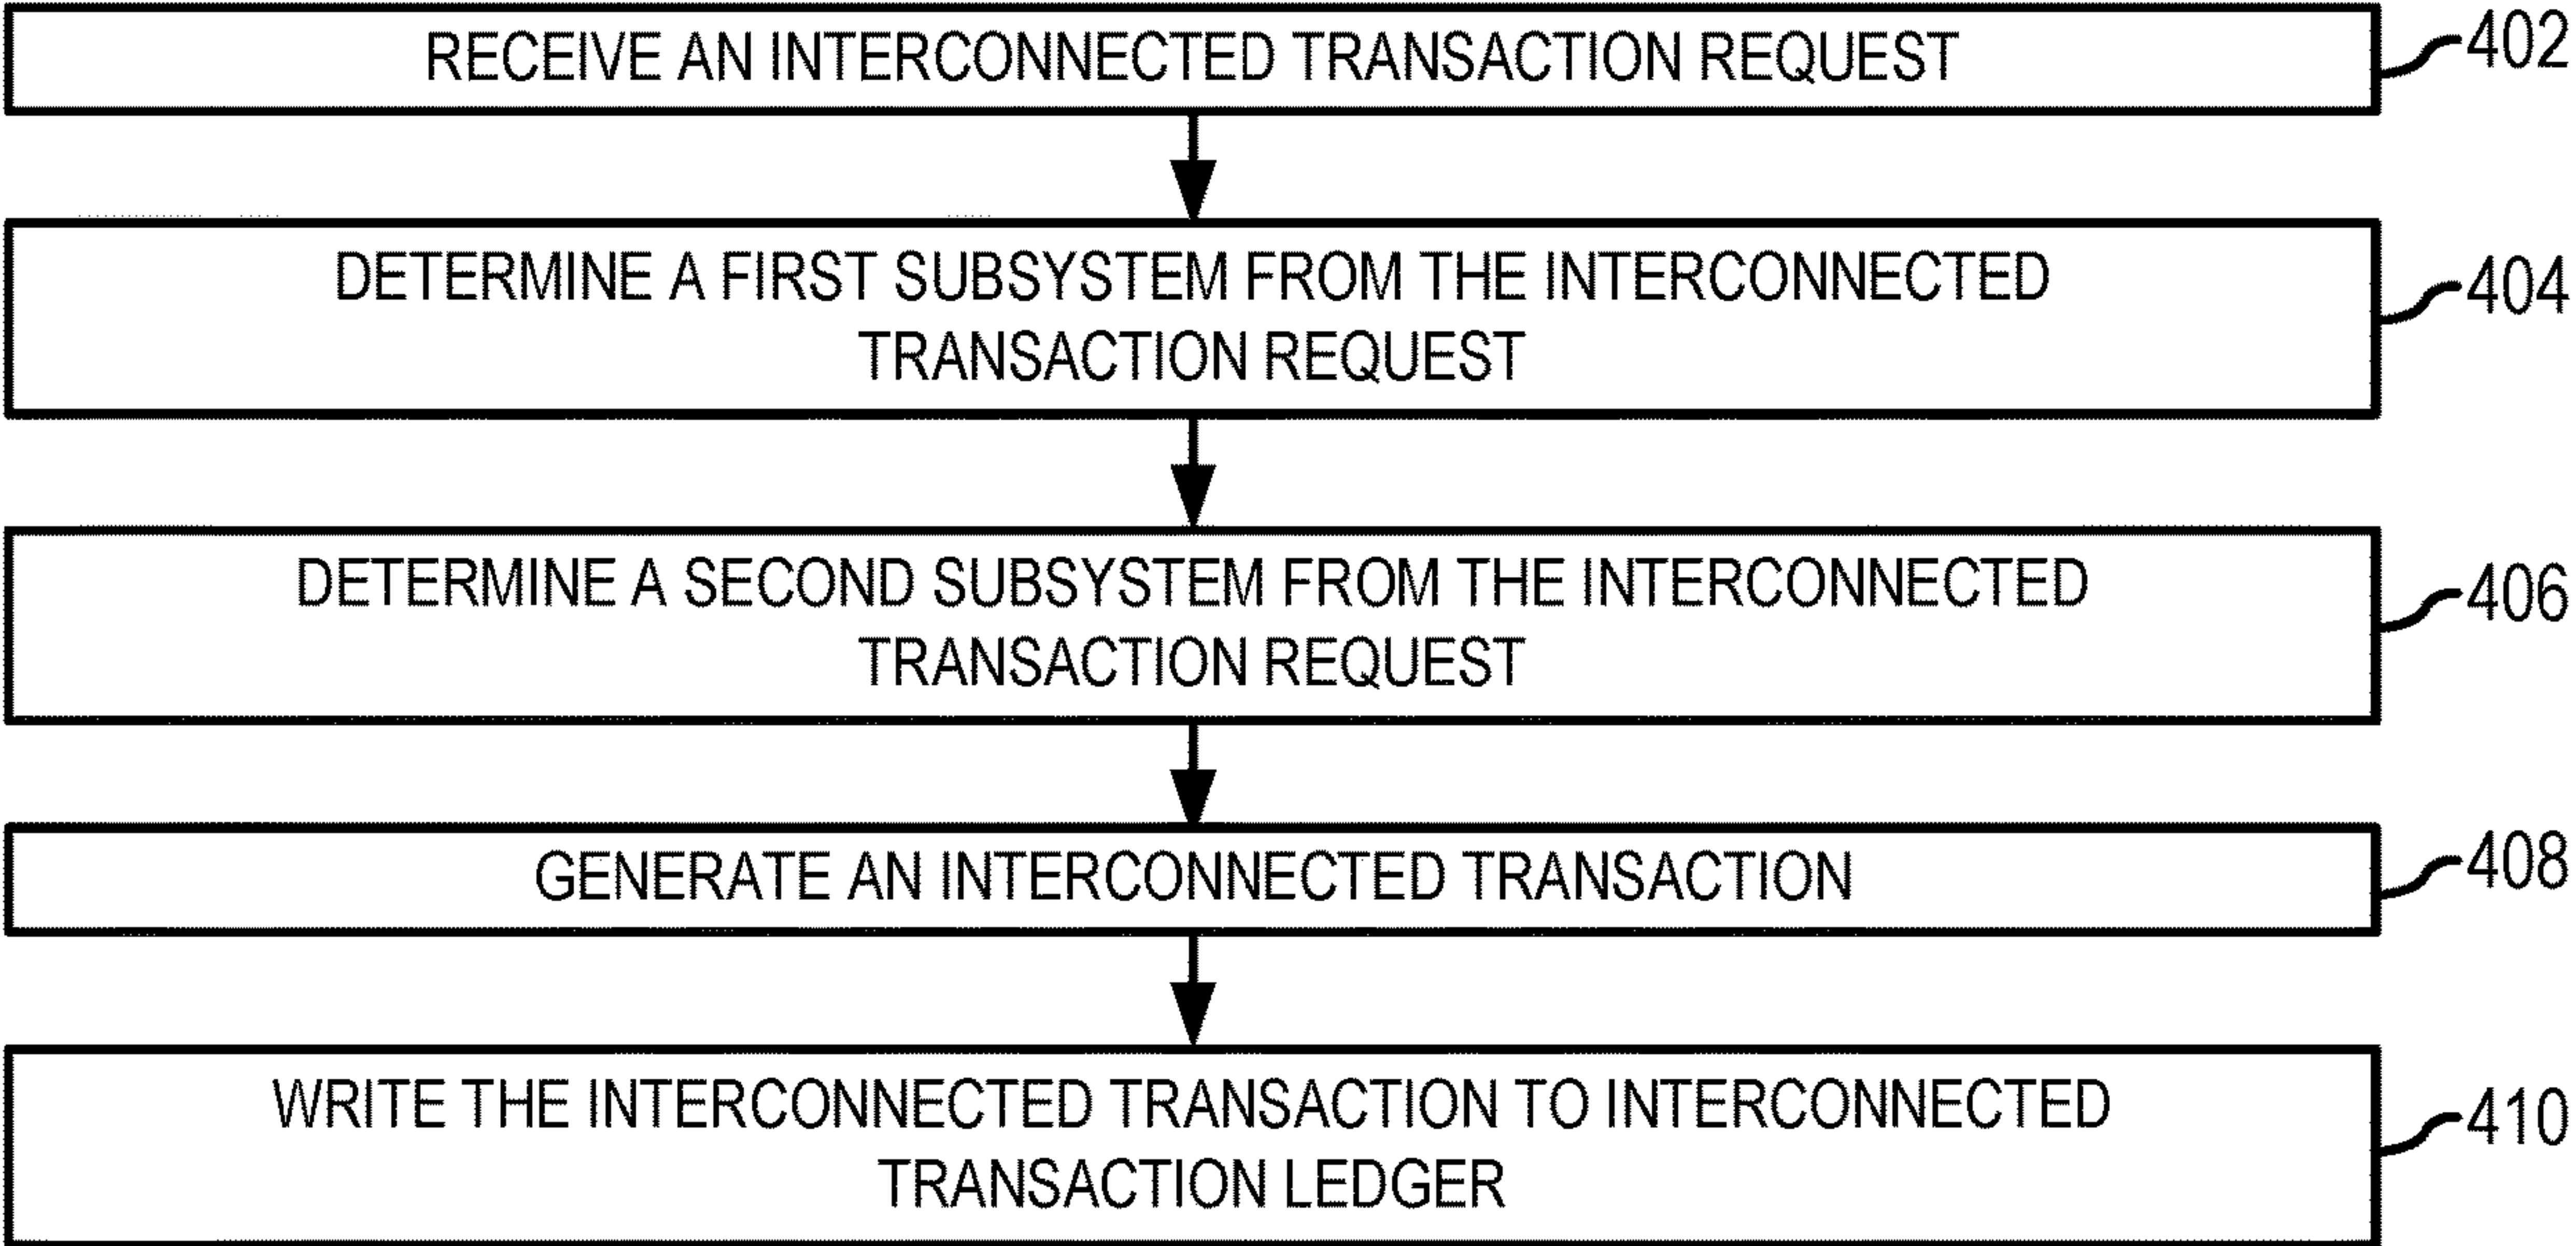 RECEIVE AN INTERCONNECTED TRANSACTION REQUEST
402
DETERMINE A FIRST SUBSYSTEM FROM THE INTERCONNECTED
TRANSACTION REQUEST
404
DETERMINE A SECOND SUBSYSTEM FROM THE INTERCONNECTED
TRANSACTION REQUEST
406
GENERATE AN INTERCONNECTED TRANSACTION
408
WRITE THE INTERCONNECTED TRANSACTION TO INTERCONNECTED
TRANSACTION LEDGER
410